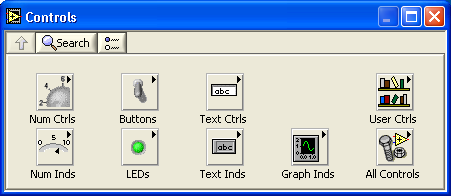 Controls
Search
Num Ctrls
Buttons
Text Ctrls
User Ctrls
Num Inds
LEDs
Text Inds
Graph Inds
All Controls